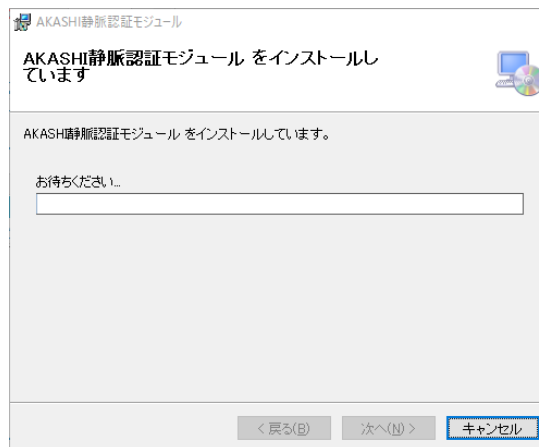 AKASHI静脈認証モジュール
AKASHI静脈認証モジュール をインストールし
ています
AKASHI静脈認証モジュール をインストールしています。
お待ちください...
< 戻る(B)
次へ(N) >
キャンセル